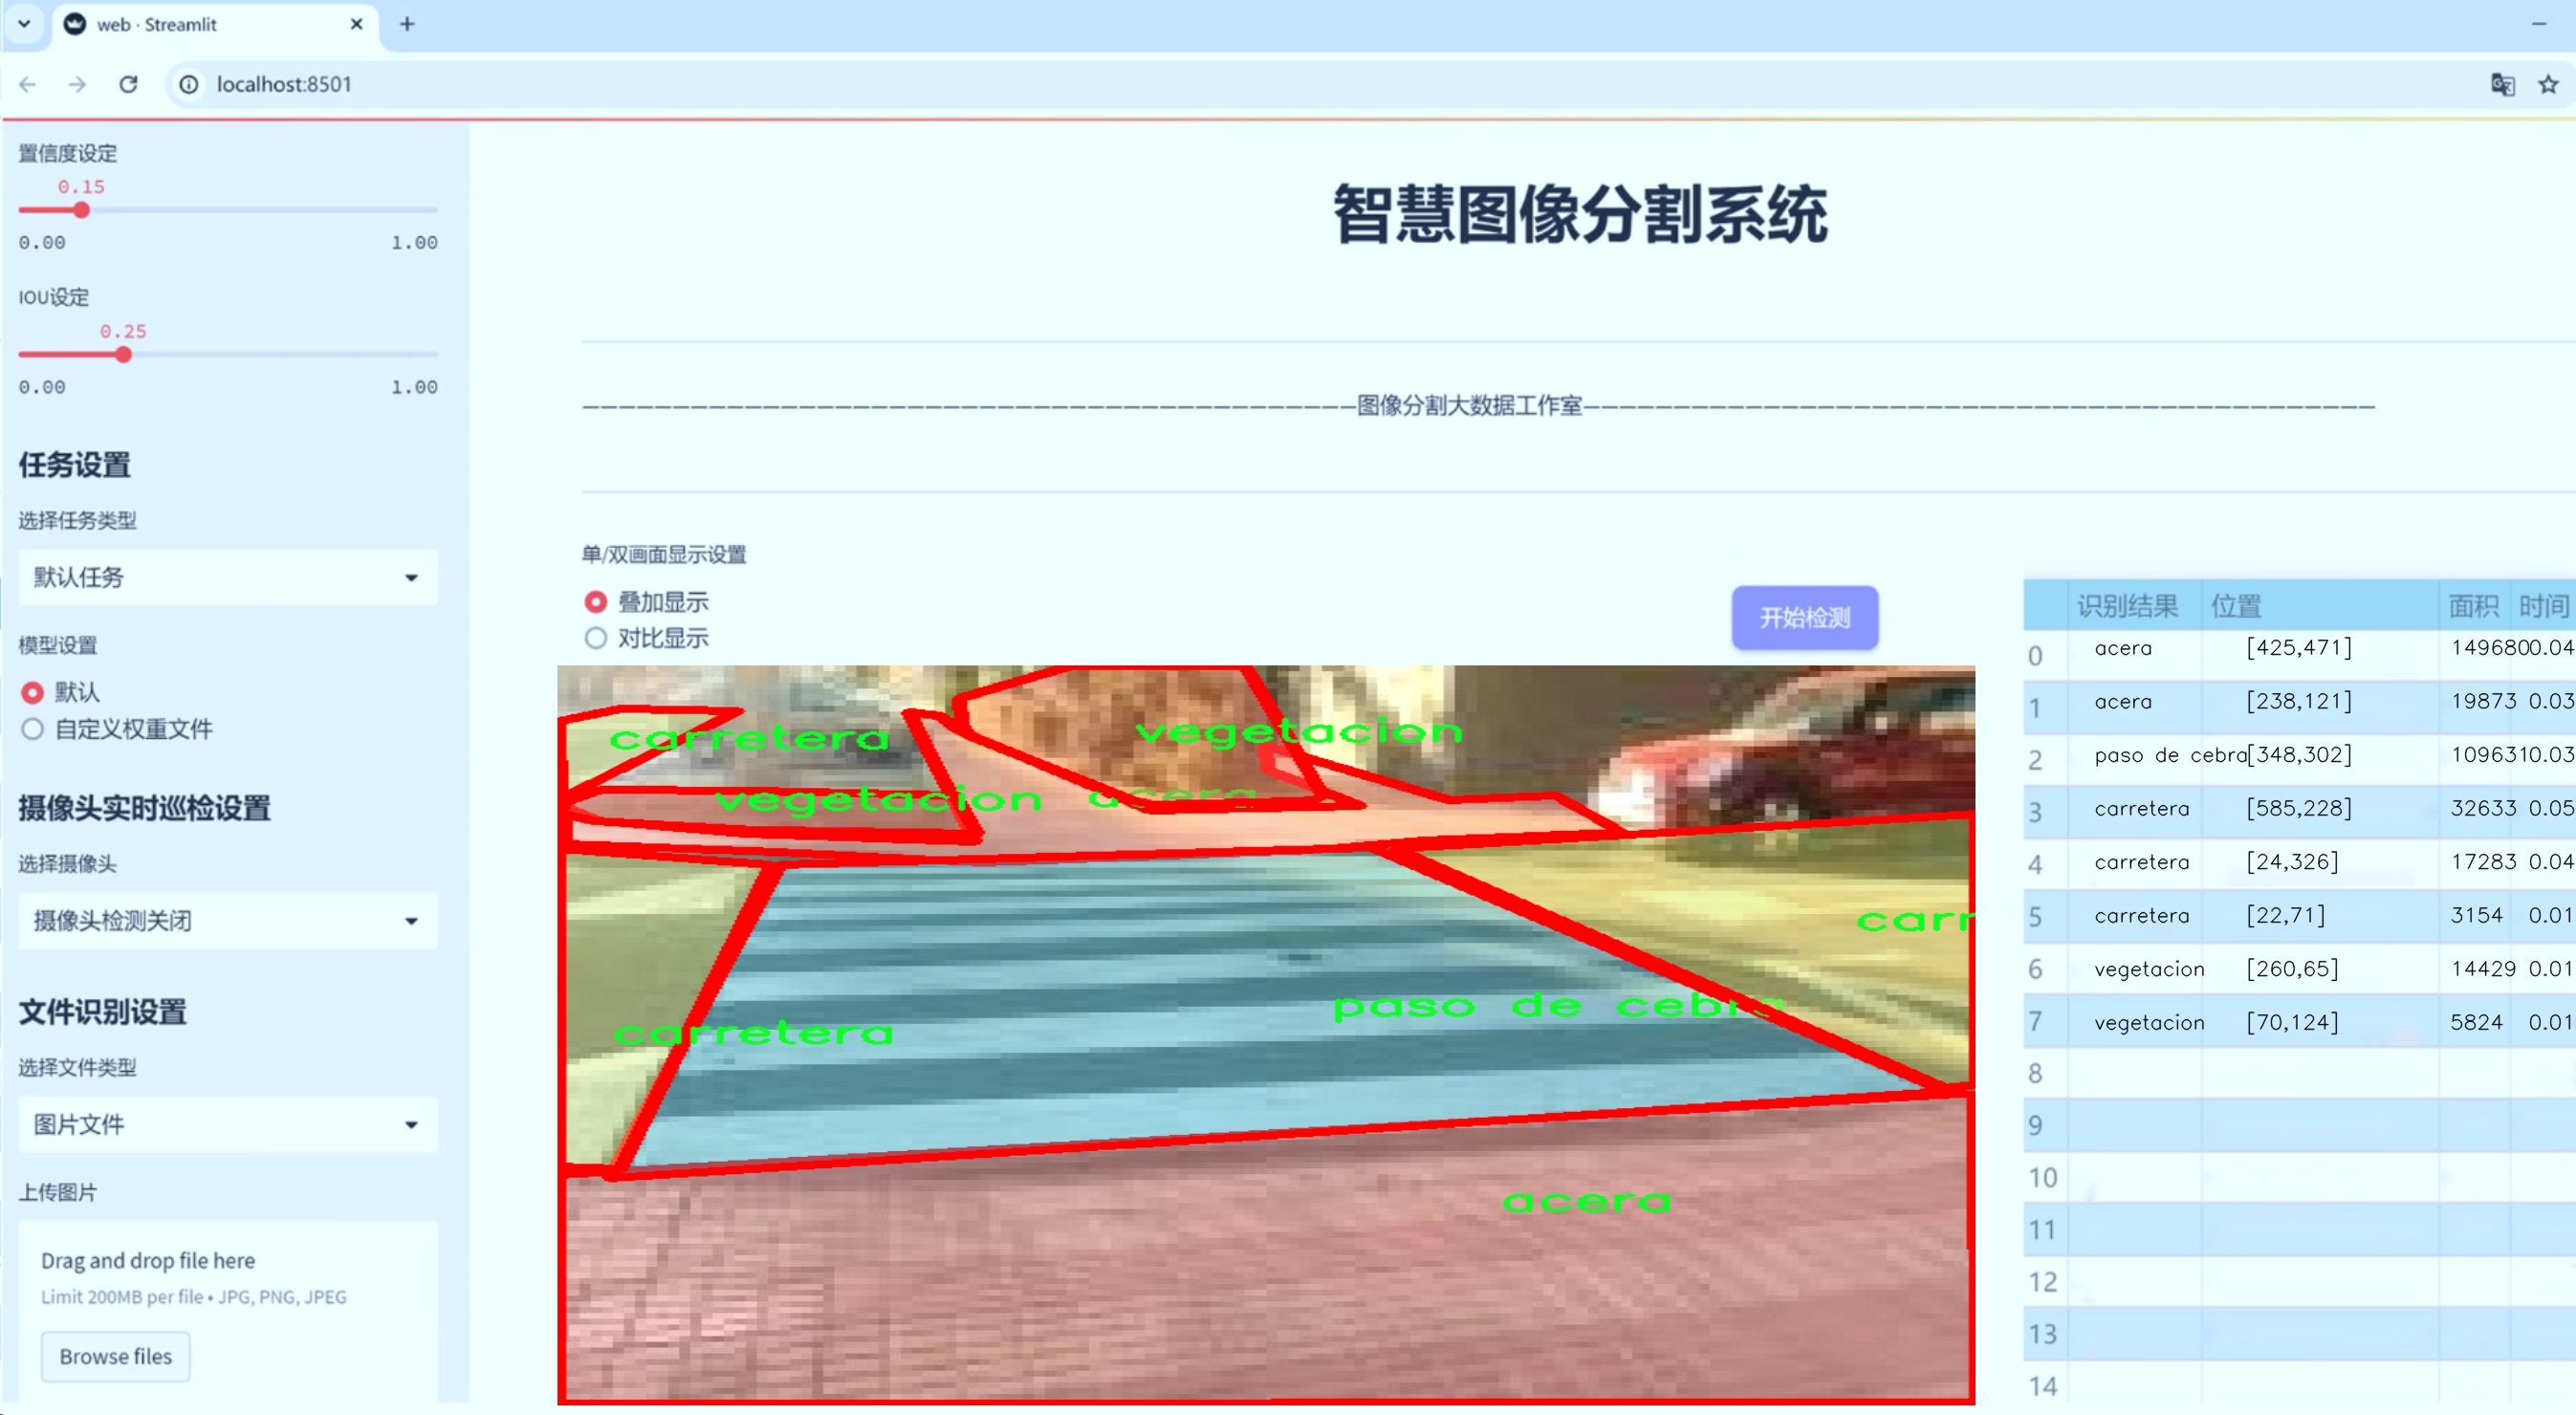 web · Streamlit
localhost:8501
置信度设定
0.15
0.00 1.00
IOU设定
0.25
0.00 1.00
任务设置
选择任务类型
默认任务
模型设置
默认
自定义权重文件
摄像头实时巡检设置
选择摄像头
摄像头检测关闭
文件识别设置
选择文件类型
图片文件
上传图片
Drag and drop file here
Limit 200MB per file • JPG, PNG, JPEG
Browse files
智慧图像分割系统
图像分割大数据工作室
单/双画面显示设置
叠加显示
对比显示
开始检测
carretera
vegetacion
vegetacion
acera
carr
paso de cebra
carretera
acera
识别结果 位置 面积 时间
0 acera [425,471] 149680 0.04
1 acera [238,121] 19873 0.03
2 paso de cebra [348,302] 109631 0.03
3 carretera [585,228] 32633 0.05
4 carretera [24,326] 17283 0.04
5 carretera [22,71] 3154 0.01
6 vegetacion [260,65] 14429 0.01
7 vegetacion [70,124] 5824 0.01
8
9
10
11
12
13
14